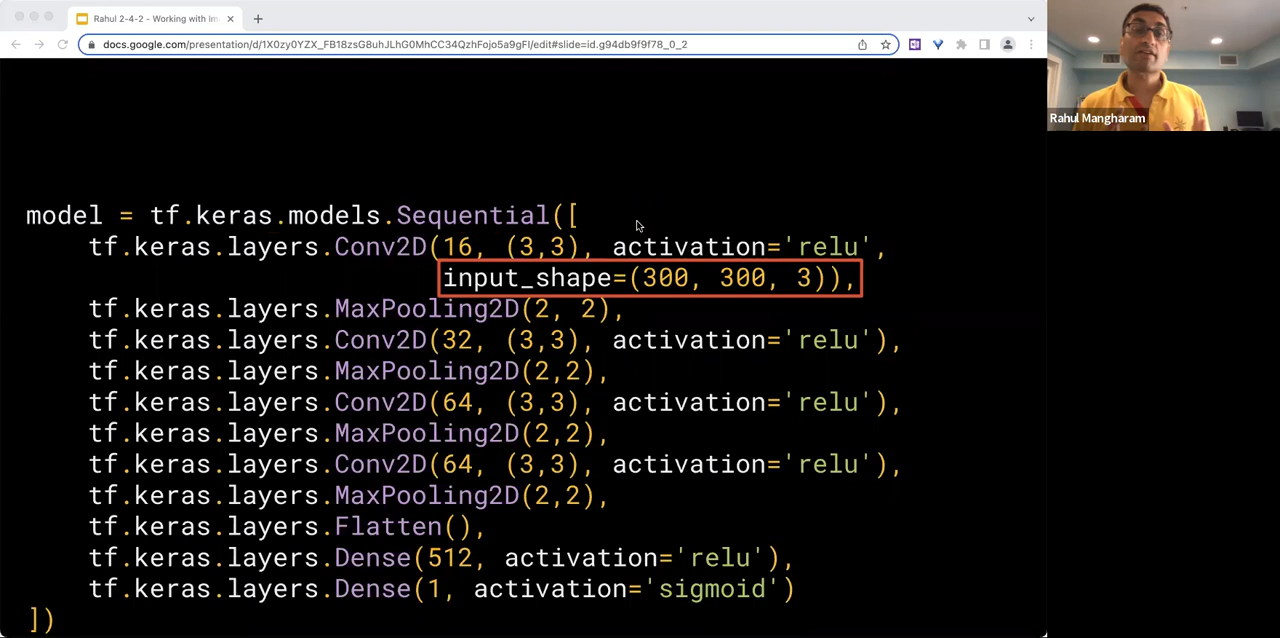 Rahul 2-4-2 - Working with Im
docs.google.com/presentation/d/1X0zy0YZX_FB18zsG8uhJLhG0MhCC34QzhFojo5a9gFI/edit#slide=id.g94db9f9f78_0_2
Rahul Mangharam
model = tf.keras.models.Sequential([
tf.keras.layers.Conv2D(16, (3,3), activation='relu',
input_shape=(300, 300, 3)),
tf.keras.layers.MaxPooling2D(2, 2),
tf.keras.layers.Conv2D(32, (3,3), activation='relu'),
tf.keras.layers.MaxPooling2D(2,2),
tf.keras.layers.Conv2D(64, (3,3), activation='relu'),
tf.keras.layers.MaxPooling2D(2,2),
tf.keras.layers.Conv2D(64, (3,3), activation='relu'),
tf.keras.layers.MaxPooling2D(2,2),
tf.keras.layers.Flatten(),
tf.keras.layers.Dense(512, activation='relu'),
tf.keras.layers.Dense(1, activation='sigmoid')
])